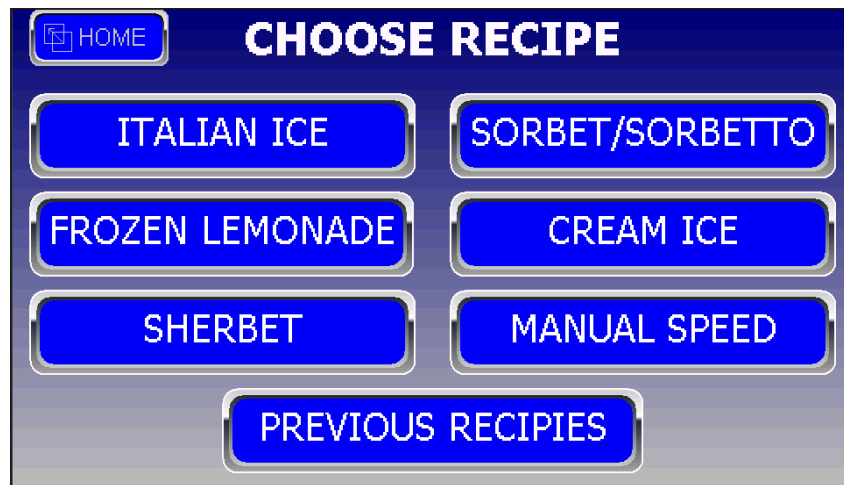 HOME
CHOOSE RECIPE
ITALIAN ICE
SORBET/SORBETTO
FROZEN LEMONADE
CREAM ICE
SHERBET
MANUAL SPEED
PREVIOUS RECIPIES